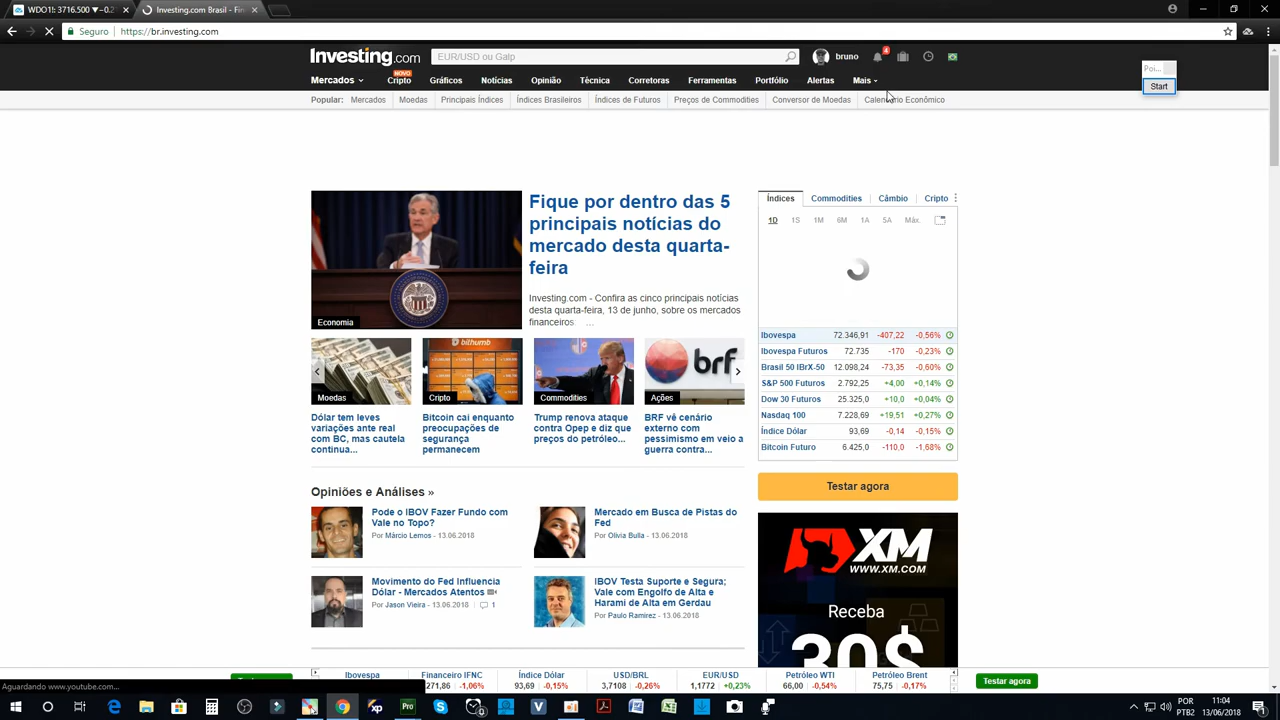 WDO11: 3716.500 ▼-0.2
Investing.com Brasil - Fin
Seguro
https://br.investing.com
Investing.com
EUR/USD ou Galp
bruno
4
Poi...
Start
NOVO
Mercados
Cripto
Gráficos
Notícias
Opinião
Técnica
Corretoras
Ferramentas
Portfólio
Alertas
Mais
Popular:
Mercados
Moedas
Principais Índices
Índices Brasileiros
Índices de Futuros
Preços de Commodities
Conversor de Moedas
Calendário Econômico
Economia
Fique por dentro das 5
principais notícias do
mercado desta quarta-
feira
Investing.com - Confira as cinco principais notícias
desta quarta-feira, 13 de junho, sobre os mercados
financeiros. ...
Moedas
Dólar tem leves
variações ante real
com BC, mas cautela
continua...
bithumb
Cripto
Bitcoin cai enquanto
preocupações de
segurança
permanecem
Commodities
Trump renova ataque
contra Opep e diz que
preços do petróleo...
brf
Ações
BRF vê cenário
externo com
pessimismo em veio a
guerra contra...
Opiniões e Análises »
Pode o IBOV Fazer Fundo com
Vale no Topo?
Por Márcio Lemos - 13.06.2018
Mercado em Busca de Pistas do
Fed
Por Olivia Bulla - 13.06.2018
Movimento do Fed Influencia
Dólar - Mercados Atentos
Por Jason Vieira - 13.06.2018 | 1
IBOV Testa Suporte e Segura;
Vale com Engolfo de Alta e
Harami de Alta em Gerdau
Por Paulo Ramirez - 13.06.2018
Índices
Commodities
Câmbio
Cripto
1D 1S 1M 6M 1A 5A Máx.
Ibovespa 72.346,91 -407,22 -0,56%
Ibovespa Futuros 72.735 -170 -0,23%
Brasil 50 IBrX-50 12.098,24 -73,35 -0,60%
S&P 500 Futuros 2.792,25 +4,00 +0,14%
Dow 30 Futuros 25.325,0 +10,0 +0,04%
Nasdaq 100 7.228,69 +19,51 +0,27%
Índice Dólar 93,69 -0,14 -0,15%
Bitcoin Futuro 6.425,0 -110,0 -1,68%
Testar agora
XM
WWW.XM.COM
Receba
30$
Ibovespa
Financeiro IFNC
271,86 -1,06%
Índice Dólar
93,69 -0,15%
USD/BRL
3,7108 -0,26%
EUR/USD
1,1772 +0,23%
Petróleo WTI
66,00 -0,54%
Petróleo Brent
75,75 -0,17%
Testar agora
Aguardando www.youtube.com...
xp
Pr
POR
PTB2
11:04
13/06/2018